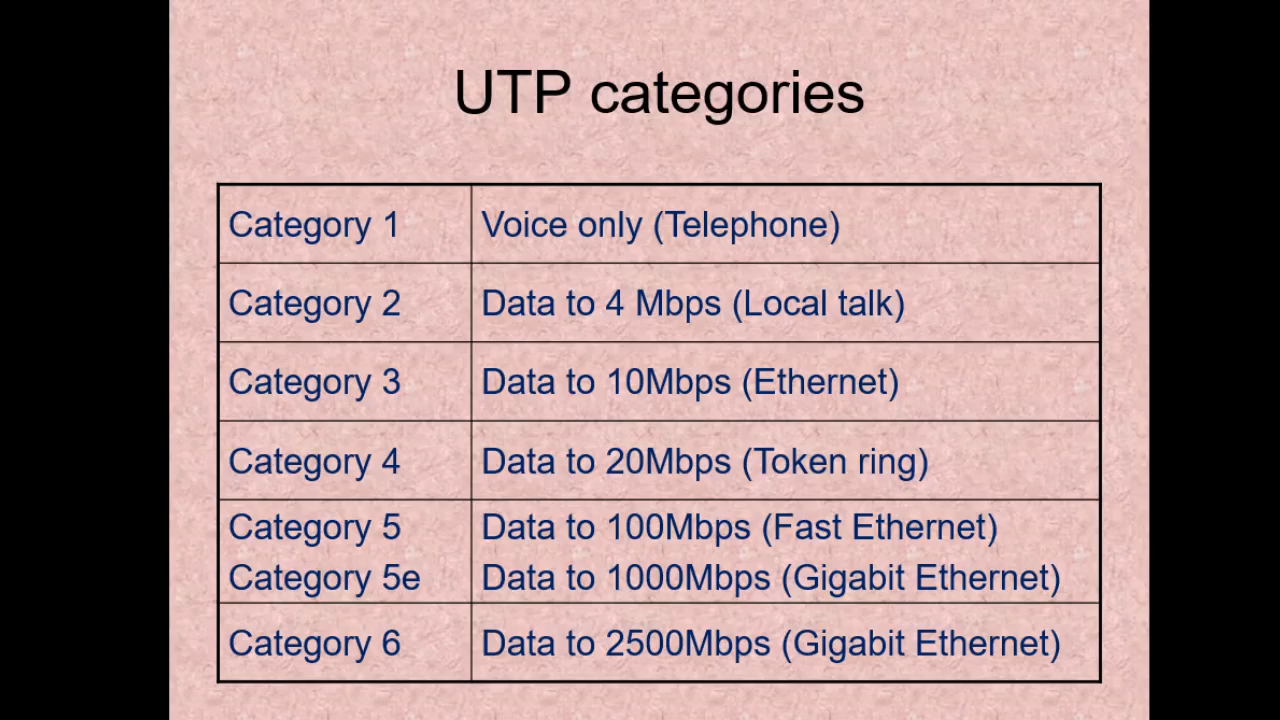 UTP categories
Category 1 Voice only (Telephone)
Category 2 Data to 4 Mbps (Local talk)
Category 3 Data to 10Mbps (Ethernet)
Category 4 Data to 20Mbps (Token ring)
Category 5 Data to 100Mbps (Fast Ethernet)
Category 5e Data to 1000Mbps (Gigabit Ethernet)
Category 6 Data to 2500Mbps (Gigabit Ethernet)